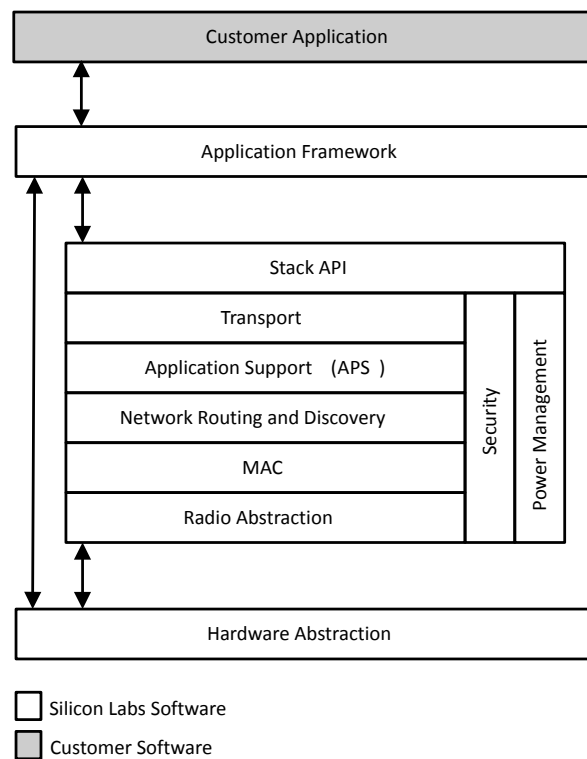 Customer Application
Application Framework
Stack API
Transport
Application Support (APS )
Network Routing and Discovery
MAC
Radio Abstraction
Security
Power Management
Hardware Abstraction
Silicon Labs Software
Customer Software